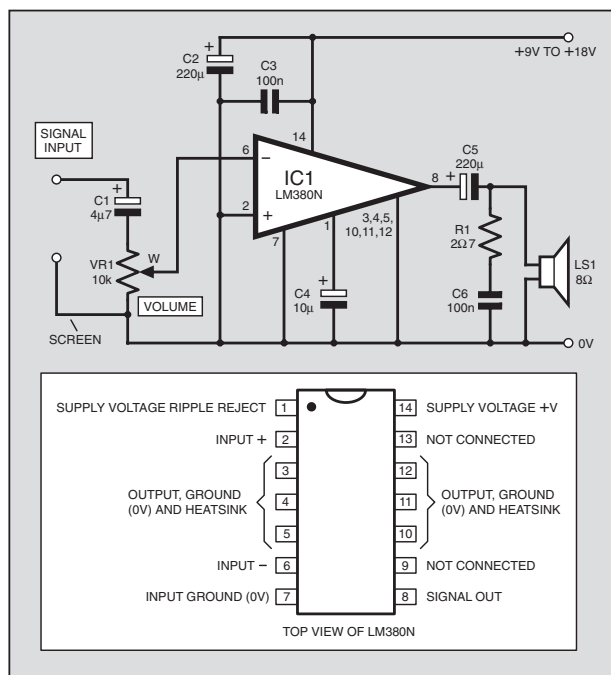 +9V TO +18V
C2
220µ
+
C3
100n
14
SIGNAL
INPUT
C1
4µ7
+
VR1
10k
W
VOLUME
SCREEN
6
−
IC1
LM380N
2
+
7
1
3,4,5,
10,11,12
8
C4
10µ
+
C5
220µ
+
R1
2Ω7
C6
100n
LS1
8Ω
0V
SUPPLY VOLTAGE RIPPLE REJECT 1
INPUT + 2
3
OUTPUT, GROUND
(0V) AND HEATSINK
4
5
INPUT − 6
INPUT GROUND (0V) 7
14 SUPPLY VOLTAGE +V
13 NOT CONNECTED
12
OUTPUT, GROUND
(0V) AND HEATSINK
11
10
9 NOT CONNECTED
8 SIGNAL OUT
TOP VIEW OF LM380N